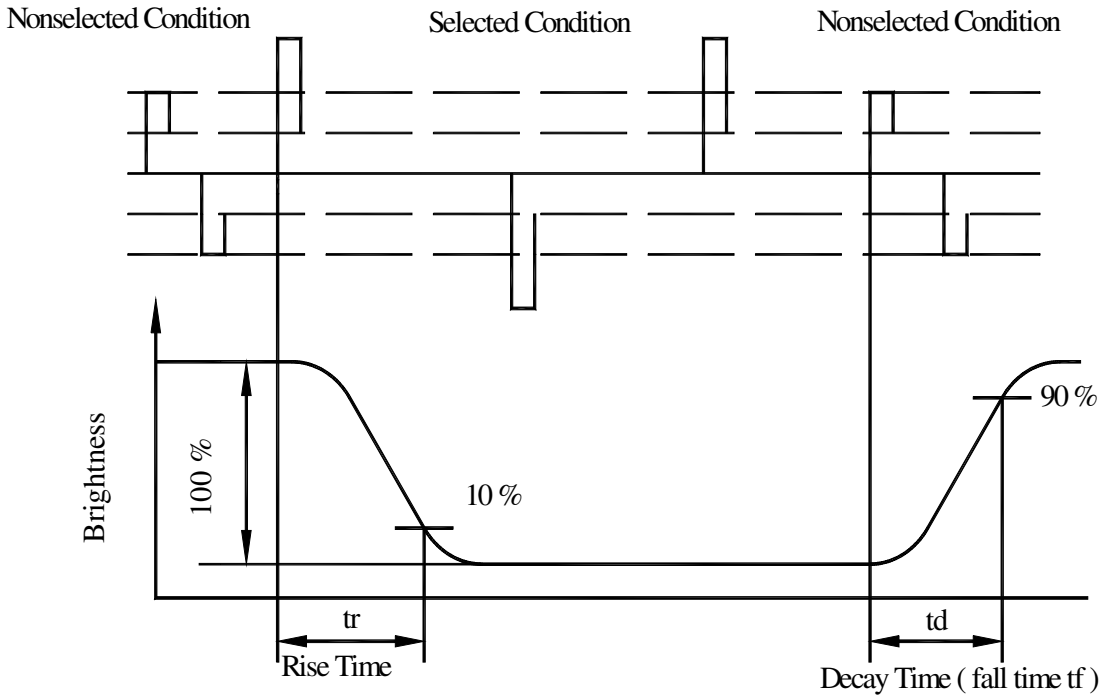 Nonselected Condition
Selected Condition
Nonselected Condition
Brightness
100 %
10 %
90 %
tr
Rise Time
td
Decay Time ( fall time tf )